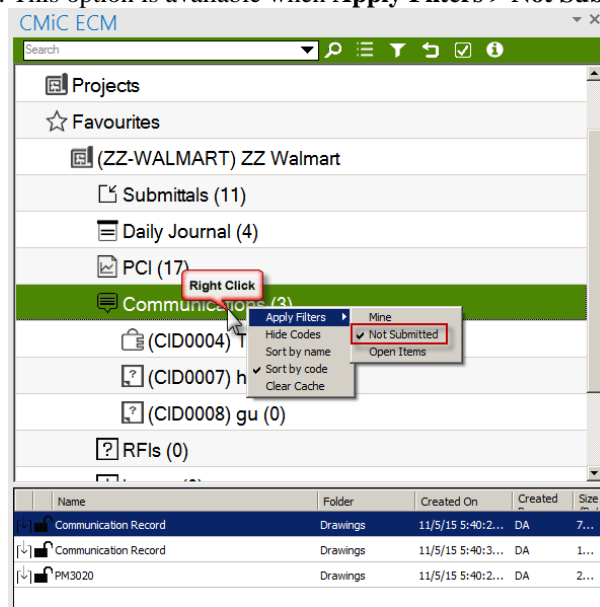 . This option is available when Apply Filters > Not Sub
CMiC ECM
Search
Projects
Favourites
(ZZ-WALMART) ZZ Walmart
Submittals (11)
Daily Journal (4)
PCI (17)
Right Click
Communications (3)
Apply Filters Mine
Hide Codes Not Submitted
Sort by name Open Items
Sort by code
Clear Cache
(CID0004) T
(CID0007) h
(CID0008) gu (0)
RFIs (0)
Name Folder Created On Created Size
Communication Record Drawings 11/5/15 5:40:2... DA 7...
Communication Record Drawings 11/5/15 5:40:3... DA 1...
PM3020 Drawings 11/5/15 5:40:2... DA 2...